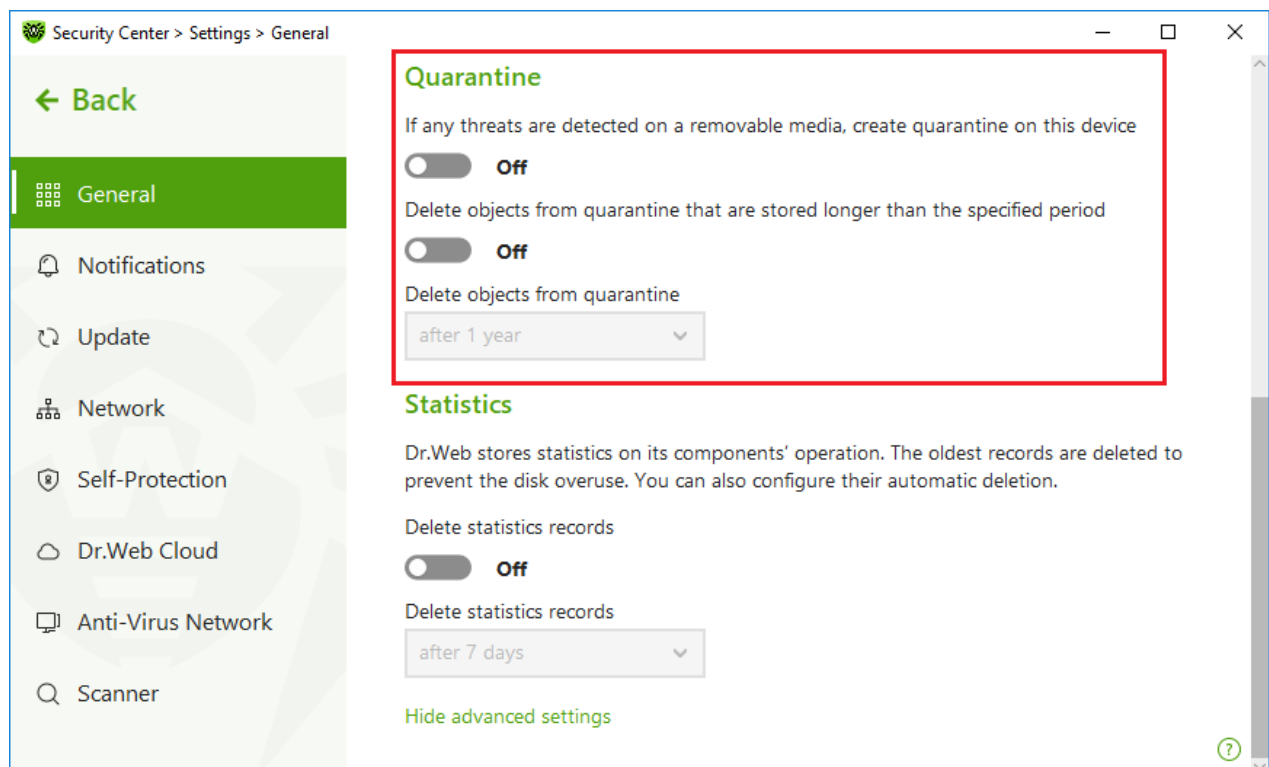 Security Center > Settings > General
Back
General
Notifications
Update
Network
Self-Protection
Dr.Web Cloud
Anti-Virus Network
Scanner
Quarantine
If any threats are detected on a removable media, create quarantine on this device
Off
Delete objects from quarantine that are stored longer than the specified period
Off
Delete objects from quarantine
after 1 year
Statistics
Dr.Web stores statistics on its components’ operation. The oldest records are deleted to
prevent the disk overuse. You can also configure their automatic deletion.
Delete statistics records
Off
Delete statistics records
after 7 days
Hide advanced settings
?